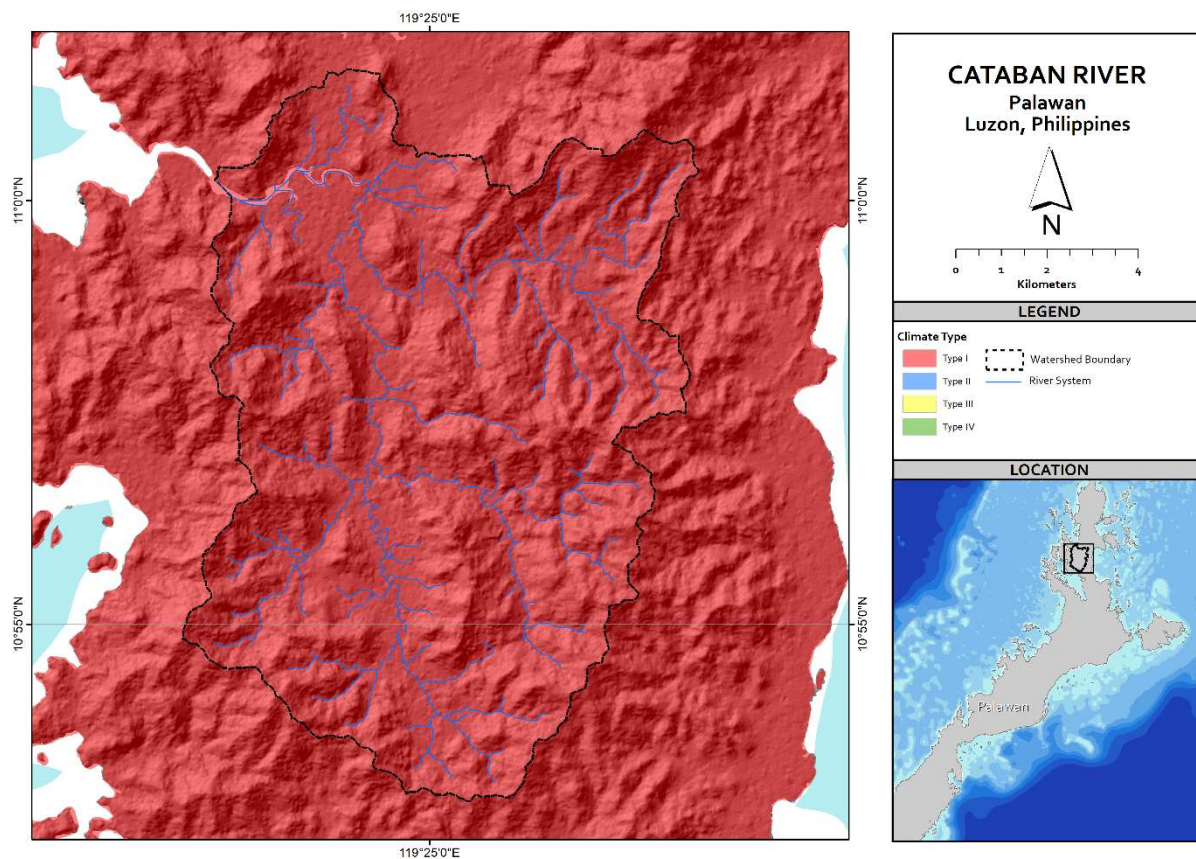 119°25'0"E
11°0'0"N
11°0'0"N
10°55'0"N
10°55'0"N
119°25'0"E
CATABAN RIVER
Palawan
Luzon, Philippines
N
0 1 2 4
Kilometers
LEGEND
Climate Type
Type I
Type II
Type III
Type IV
Watershed Boundary
River System
LOCATION
Palawan